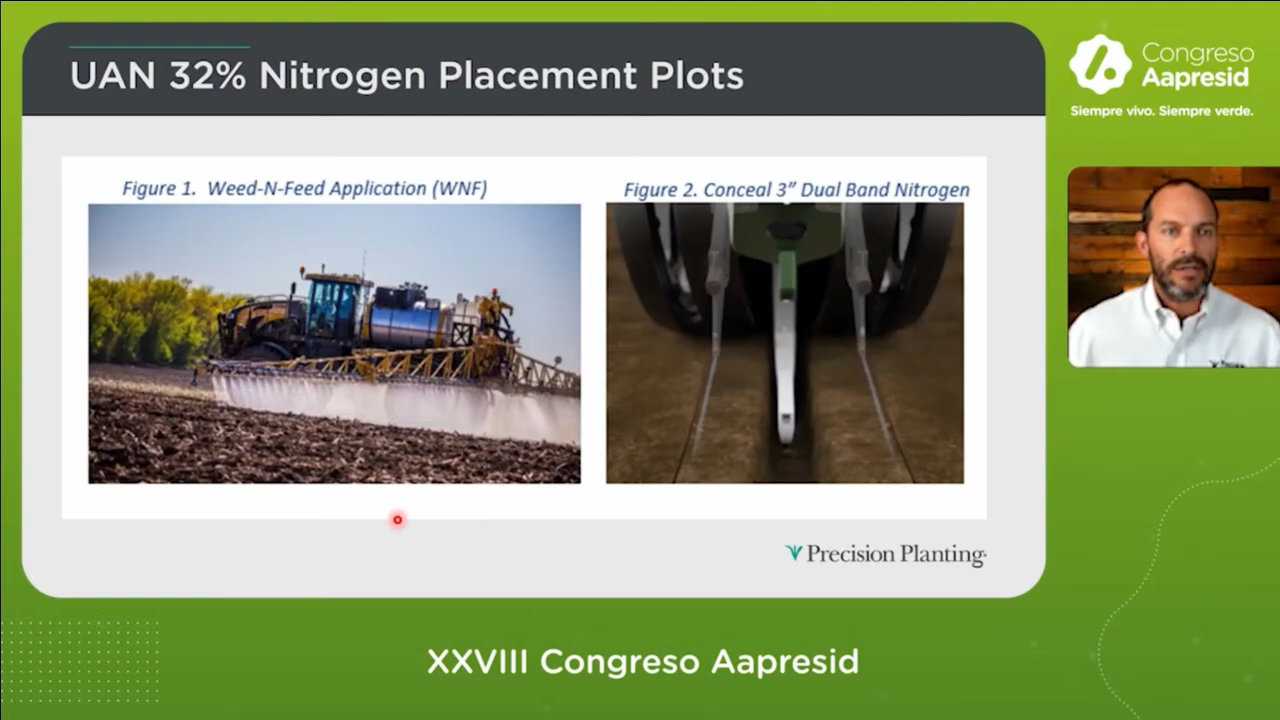 UAN 32% Nitrogen Placement Plots
Congreso
Aapresid
Siempre vivo. Siempre verde.
Figure 1. Weed-N-Feed Application (WNF)
Figure 2. Conceal 3” Dual Band Nitrogen
Precision Planting
XXVIII Congreso Aapresid